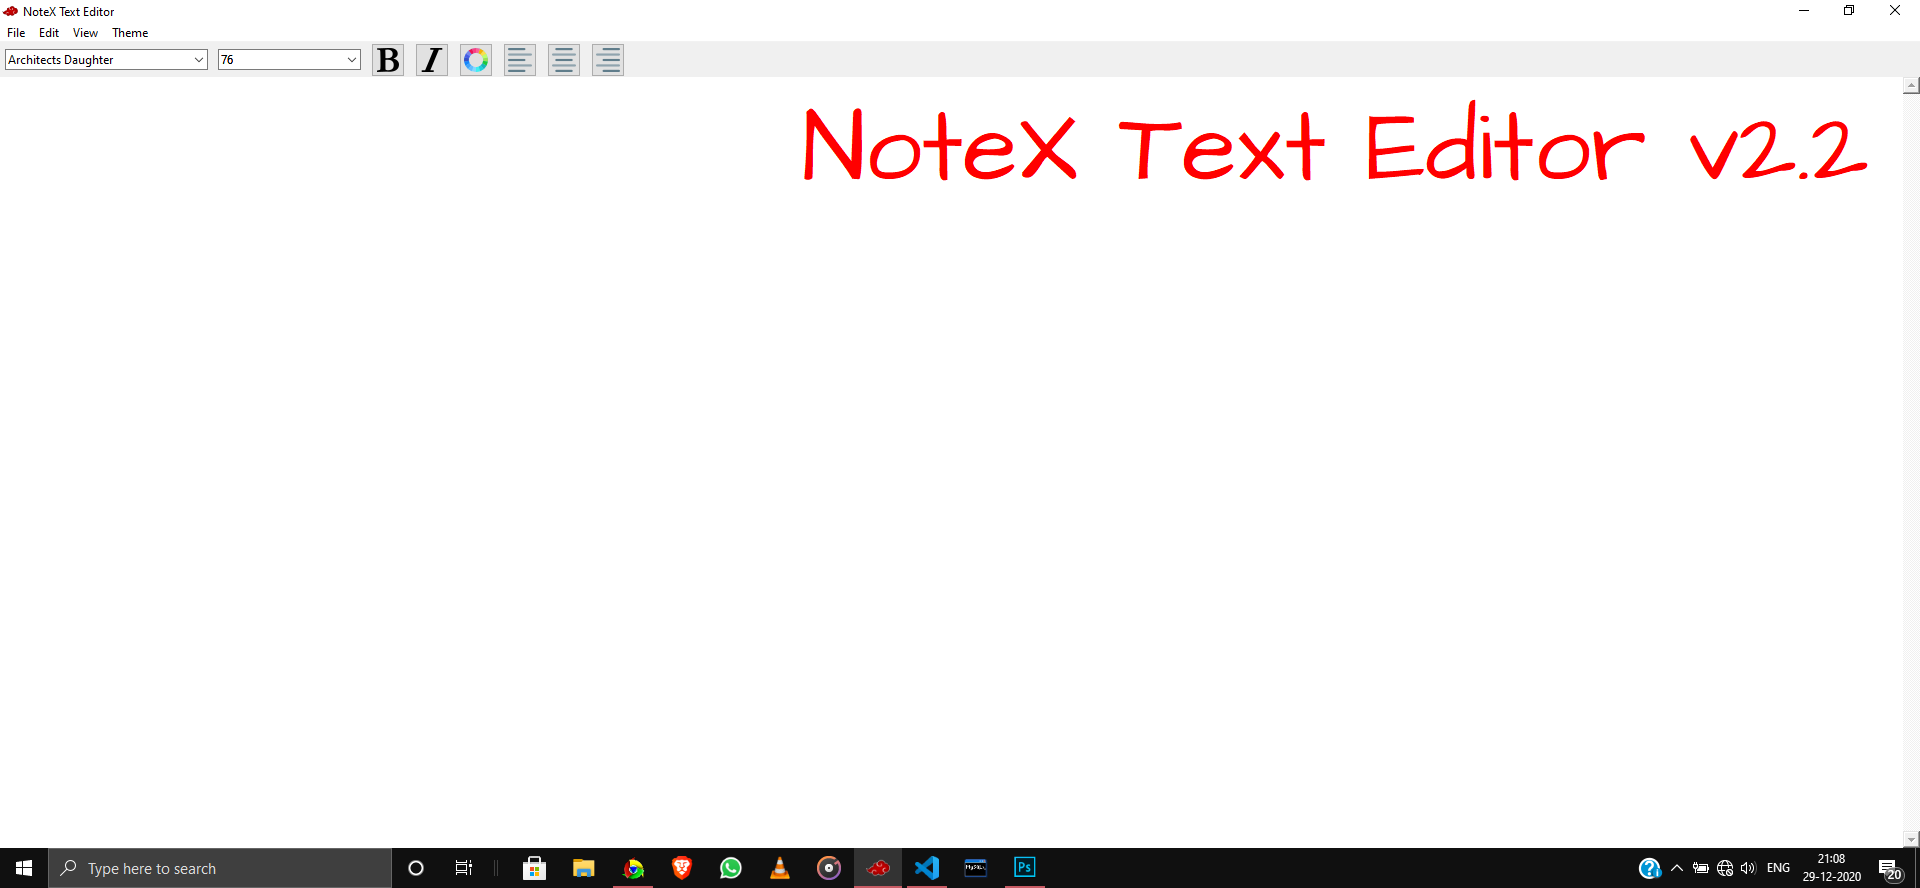 NoteX Text Editor
File Edit View Theme
Architects Daughter 76 B I
NoteX Text Editor v2.2
Type here to search
Ps
ENG
21:08
29-12-2020
20